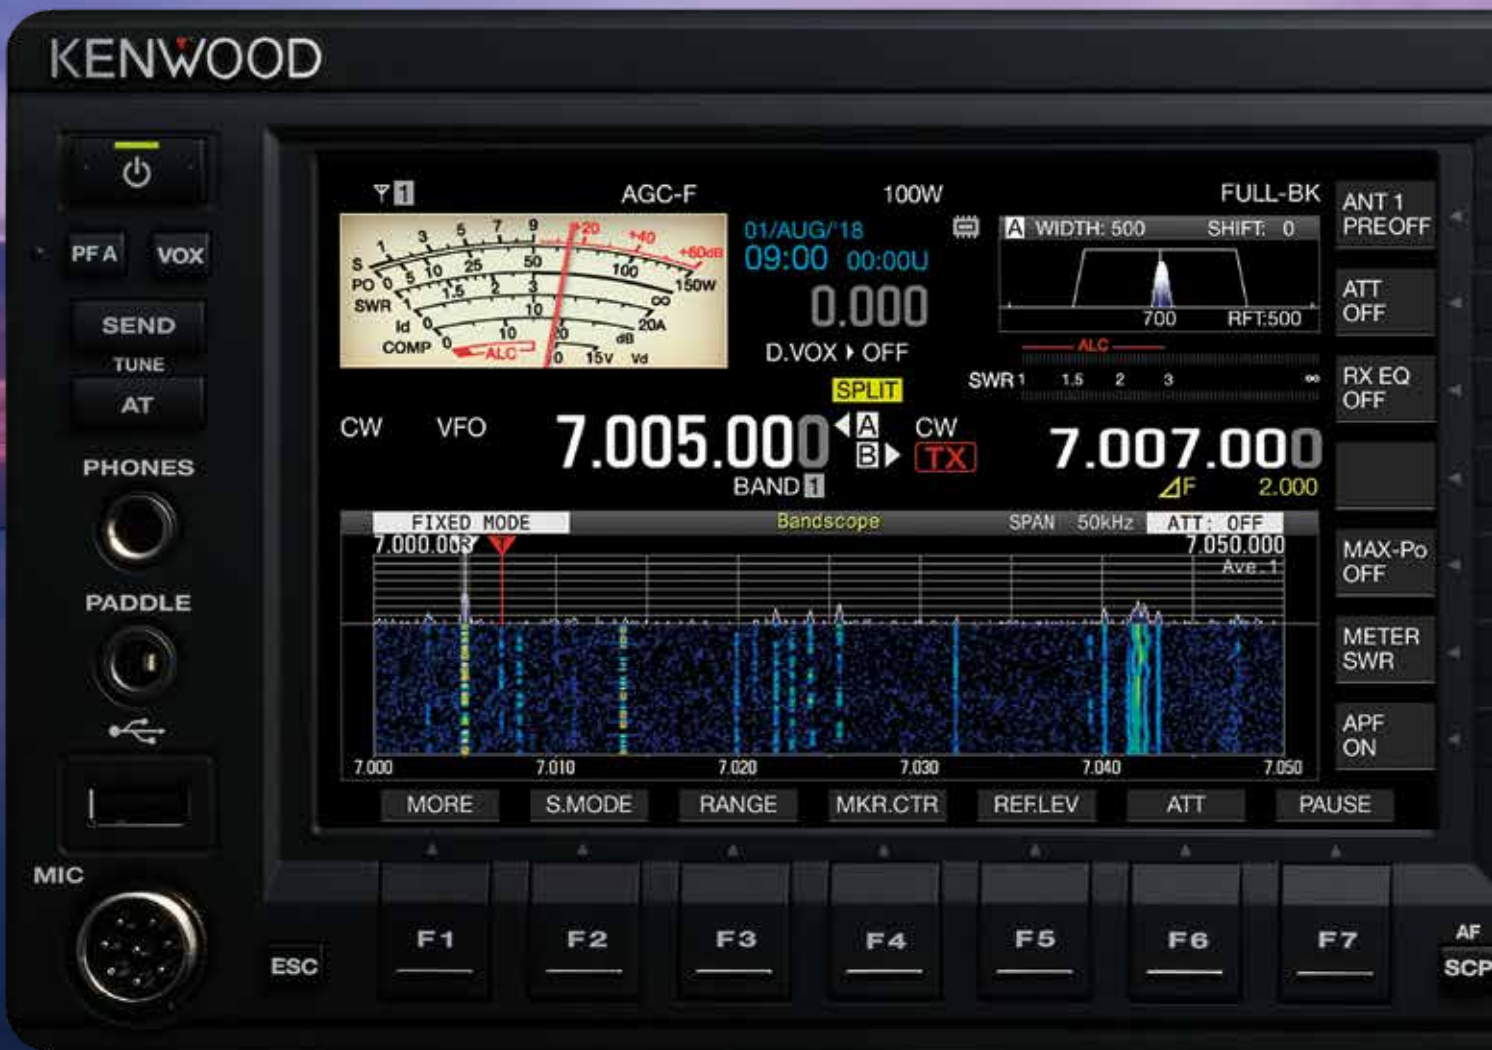 KENWOOD
PF A
VOX
SEND
TUNE
AT
PHONES
PADDLE
MIC
1 AGC-F 100W FULL-BK
S 1 3 5 7 9 +20 +40 +60dB
PO 0 5 10 25 50 100 150W
SWR 1 1.5 2 3 ∞
Id 0 10 20A
COMP 0 10 20 dB
ALC 10 15V Vd
01/AUG/'18
09:00 00:00U
0.000
D.VOX OFF
A WIDTH: 500 SHIFT: 0
700 RFT:500
ALC
SWR 1 1.5 2 3 ∞
SPLIT
CW VFO 7.005.000 A CW 7.007.000
B TX
BAND 1 ⊿F 2.000
FIXED MODE Bandscope SPAN 50kHz ATT: OFF
7.000.00 R T 7.050.000
Ave.1
7.000 7.010 7.020 7.030 7.040 7.050
MORE S.MODE RANGE MKR.CTR REF.LEV ATT PAUSE
ANT 1
PREOFF
ATT
OFF
RX EQ
OFF
MAX-Po
OFF
METER
SWR
APF
ON
ESC
F1 F2 F3 F4 F5 F6 F7
AF
SCP